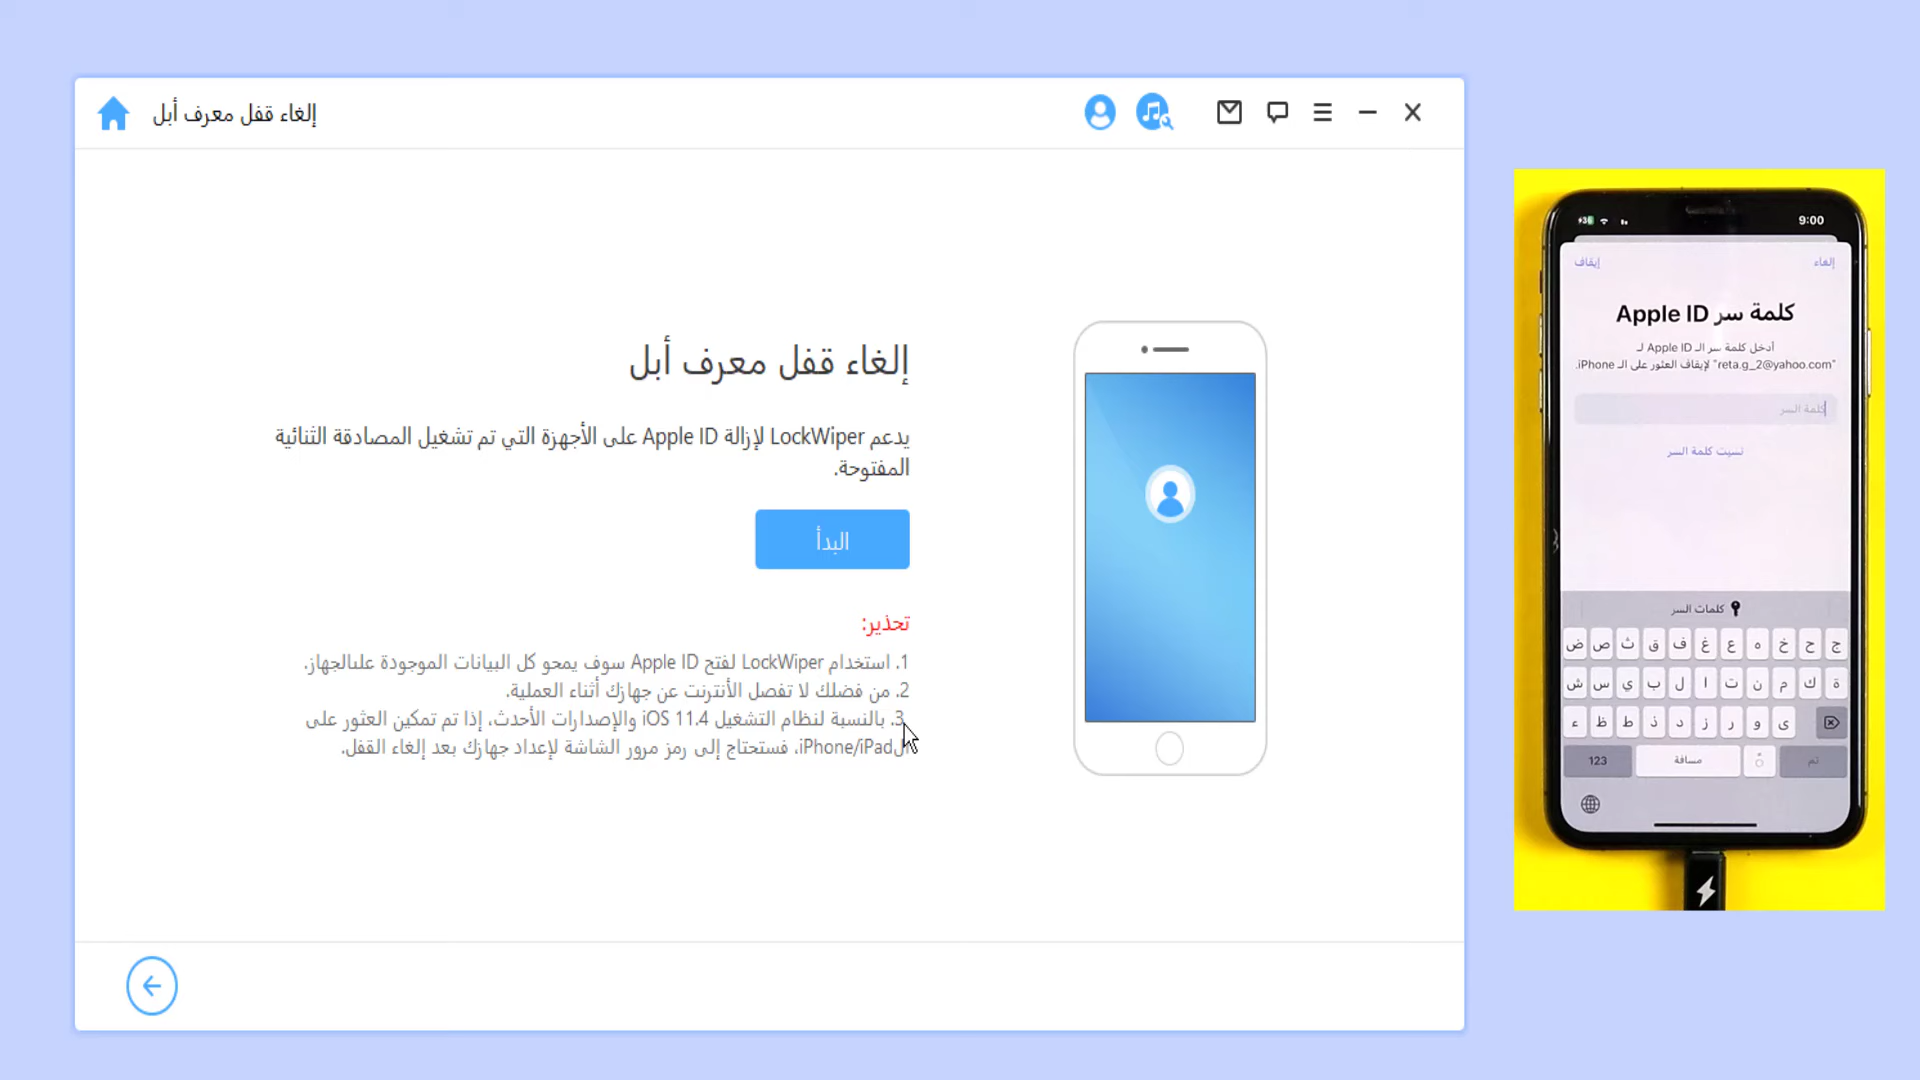 إلغاء قفل معرف أبل
إلغاء قفل معرف أبل
يدعم LockWiper لإزالة Apple ID على الأجهزة التي تم تشغيل المصادقة الثنائية
المفتوحة.
البدأ
تحذير:
1. استخدام LockWiper لفتح Apple ID سوف يمحو كل البيانات الموجودة علىالجهاز.
2. من فضلك لا تفصل الأنترنت عن جهازك أثناء العملية.
3. بالنسبة لنظام التشغيل iOS 11.4 والإصدارات الأحدث، إذا تم تمكين العثور على
الiPhone/iPad، فستحتاج إلى رمز مرور الشاشة لإعداد جهازك بعد إلغاء القفل.
9:00
إلغاء
إيقاف
كلمة سر Apple ID
أدخل كلمة سر الـ Apple ID لـ
"reta.g_2@yahoo.com" لإيقاف العثور على الـ iPhone.
كلمة السر
نسيت كلمة السر
كلمات السر
ض ص ث ق ف غ ع ه خ ح ج
ش س ي ب ل ا ت ن م ك ة
ء ظ ط ذ د ز ر و ى
123 مسافة تم